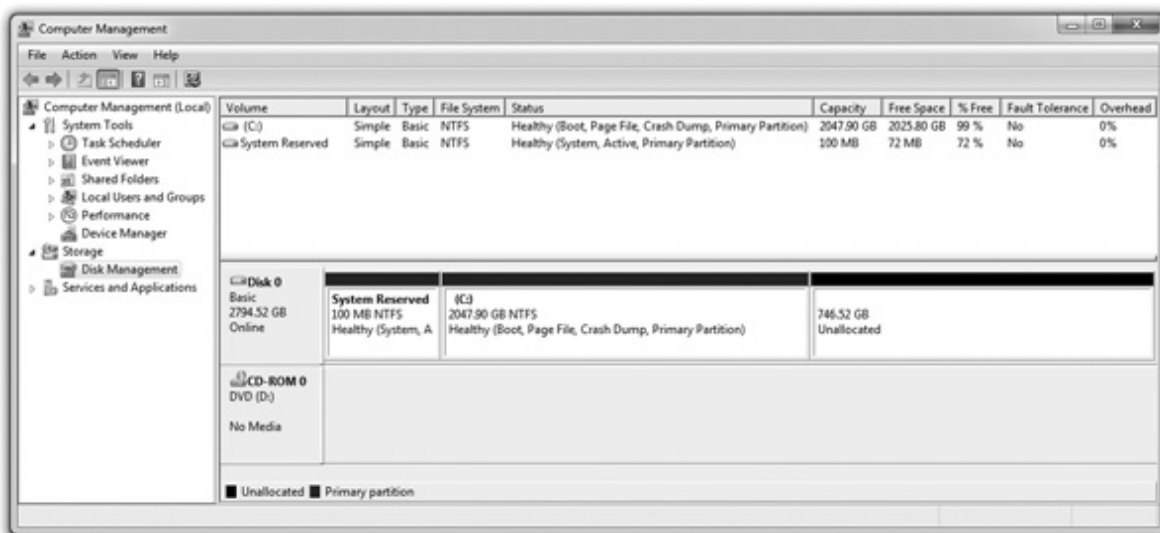 Computer Management
File Action View Help
Computer Management (Local)
System Tools
Task Scheduler
Event Viewer
Shared Folders
Local Users and Groups
Performance
Device Manager
Storage
Disk Management
Services and Applications
Volume Layout Type File System Status Capacity Free Space % Free Fault Tolerance Overhead
(C:) Simple Basic NTFS Healthy (Boot, Page File, Crash Dump, Primary Partition) 2047.90 GB 2025.80 GB 99 % No 0%
System Reserved Simple Basic NTFS Healthy (System, Active, Primary Partition) 100 MB 72 MB 72 % No 0%
Disk 0
Basic
2794.52 GB
Online
System Reserved
100 MB NTFS
Healthy (System, A
(C:)
2047.90 GB NTFS
Healthy (Boot, Page File, Crash Dump, Primary Partition)
746.52 GB
Unallocated
CD-ROM 0
DVD (D:)
No Media
Unallocated Primary partition